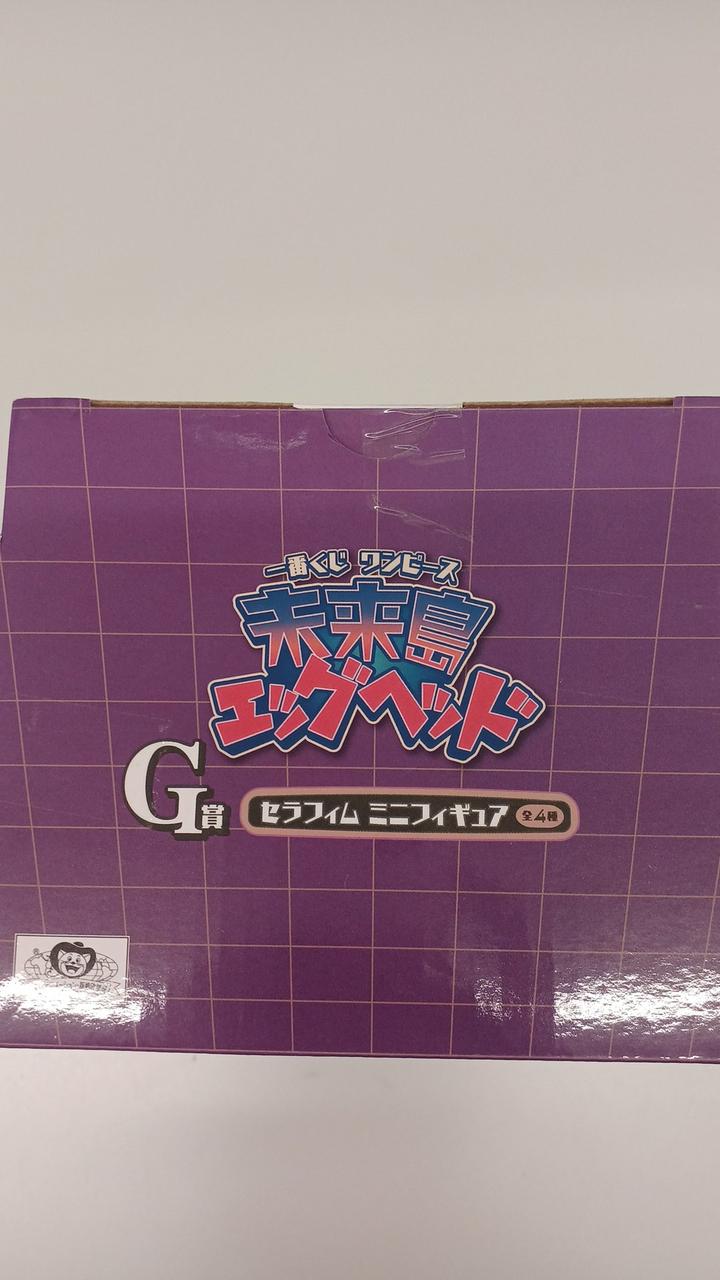 一番くじ ワンピース
未来島
エッグヘッド
G賞
セラフィム ミニフィギュア 全4種